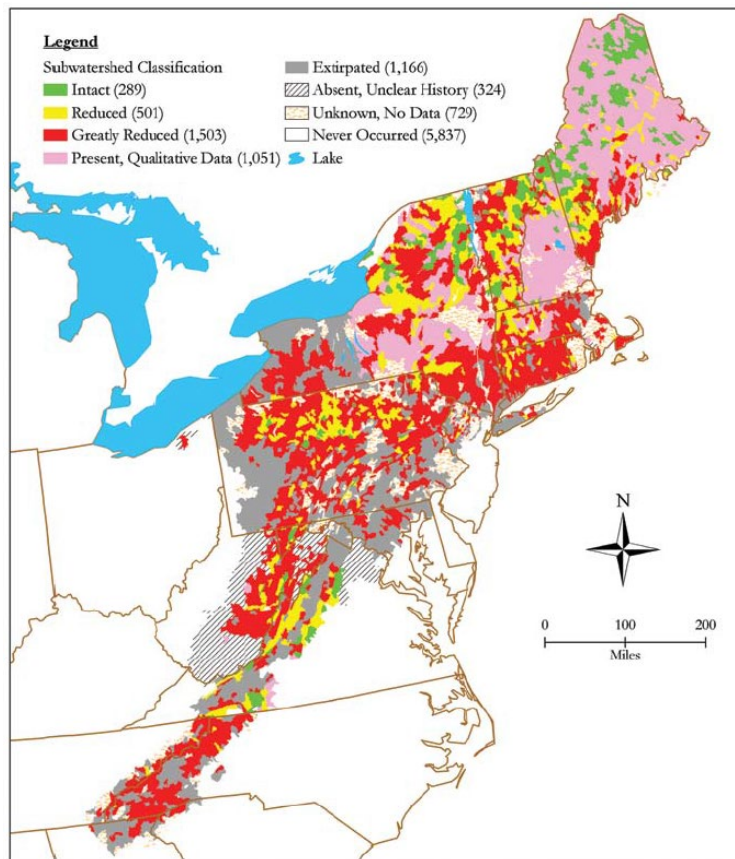 Legend
Subwatershed Classification
Intact (289)
Reduced (501)
Greatly Reduced (1,503)
Present, Qualitative Data (1,051)
Extirpated (1,166)
Absent, Unclear History (324)
Unknown, No Data (729)
Never Occurred (5,837)
Lake
N
0 100 200
Miles